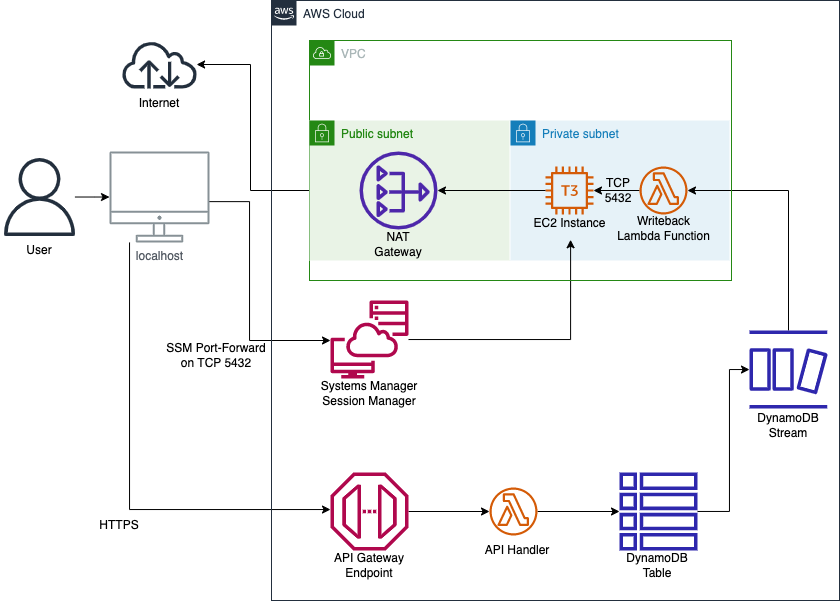 aws
AWS Cloud
VPC
Internet
Public subnet
Private subnet
T3
TCP
5432
EC2 Instance
Writeback
Lambda Function
NAT
Gateway
User
localhost
SSM Port-Forward
on TCP 5432
Systems Manager
Session Manager
DynamoDB
Stream
HTTPS
API Gateway
Endpoint
API Handler
DynamoDB
Table